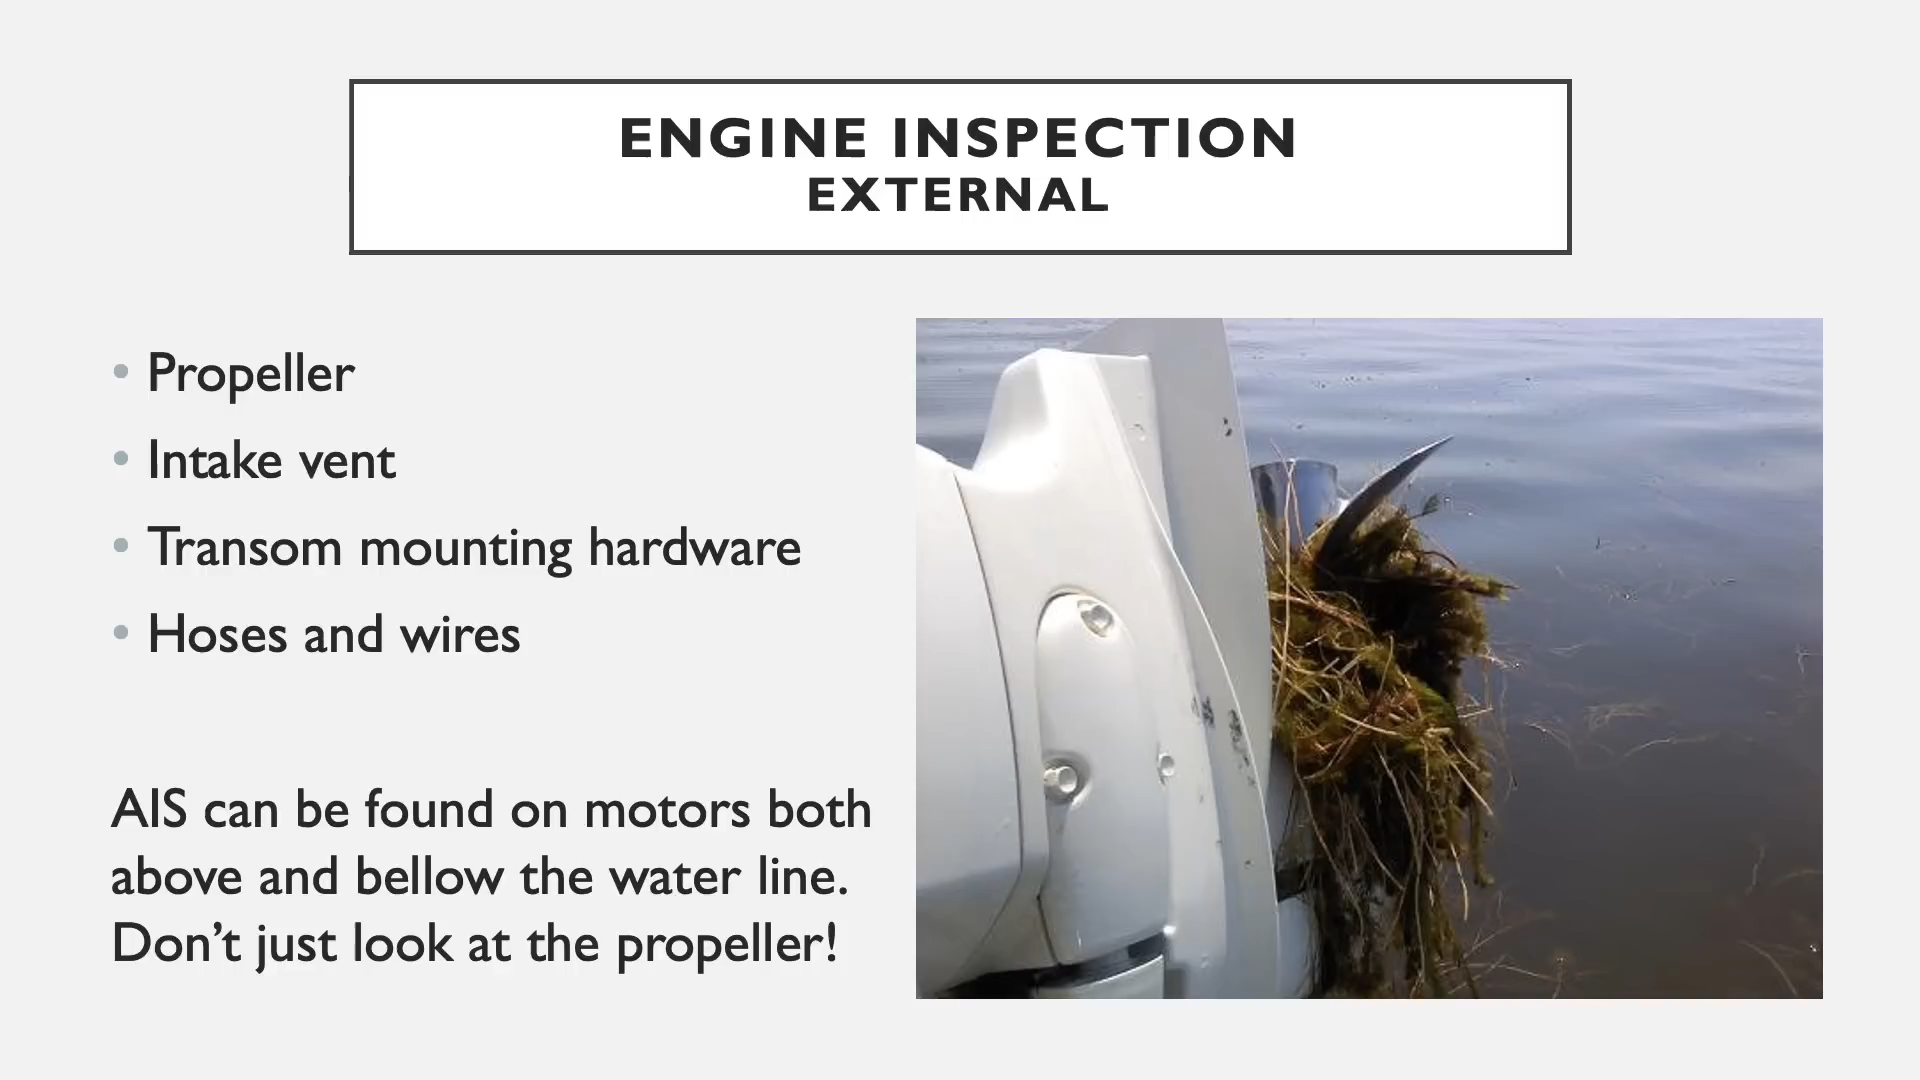 ENGINE INSPECTION
EXTERNAL
• Propeller
• Intake vent
• Transom mounting hardware
• Hoses and wires
AIS can be found on motors both
above and bellow the water line.
Don’t just look at the propeller!